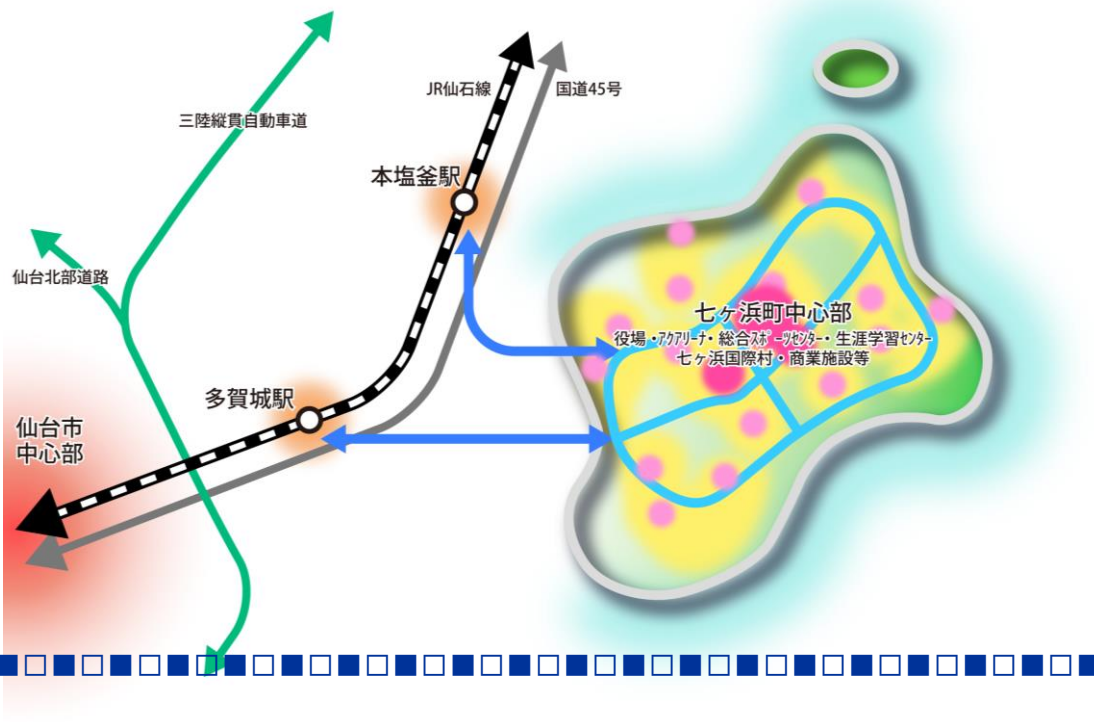 JR仙石線
国道45号
三陸縦貫自動車道
本塩釜駅
仙台北部道路
七ヶ浜町中心部
役場・アクアリーナ・総合スポーツセンター・生涯学習センター
七ヶ浜国際村・商業施設等
多賀城駅
仙台市
中心部